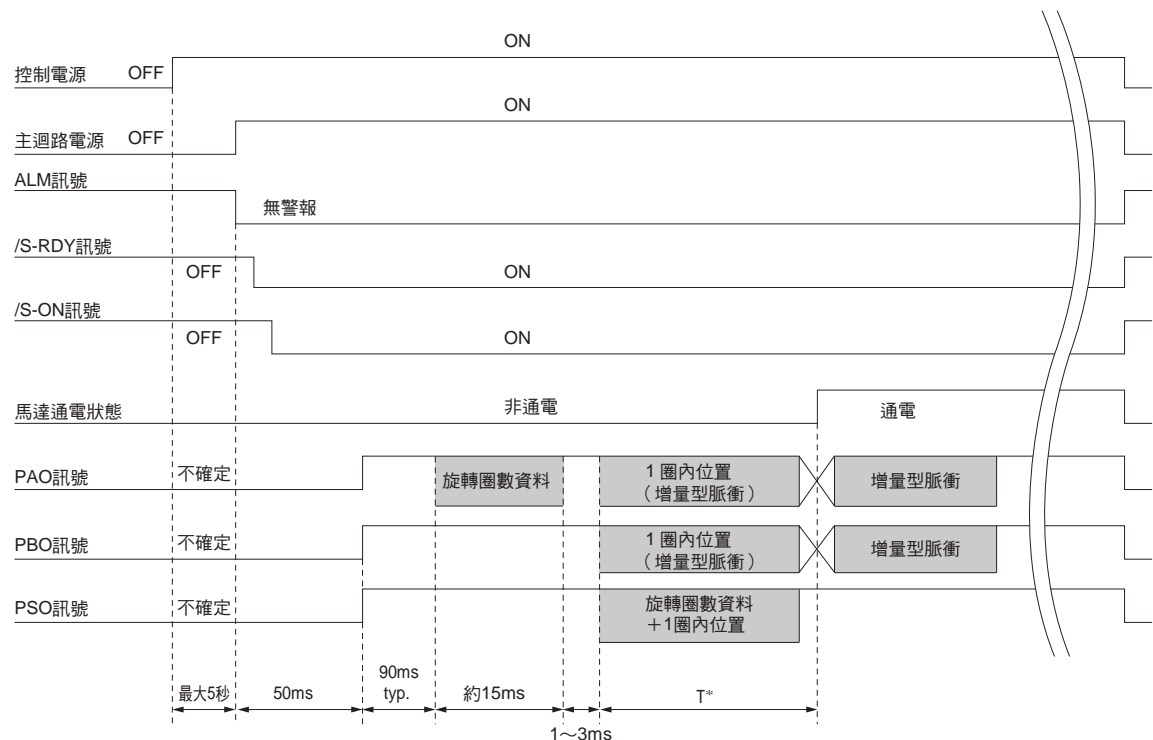 ON
控制電源 OFF
ON
主迴路電源 OFF
ALM訊號
無警報
/S-RDY訊號
OFF ON
/S-ON訊號
OFF ON
馬達通電狀態 非通電 通電
PAO訊號 不確定 旋轉圈數資料 1 圈內位置
（增量型脈衝） 增量型脈衝
PBO訊號 不確定 1 圈內位置
（增量型脈衝） 增量型脈衝
PSO訊號 不確定 旋轉圈數資料
＋1圈內位置
最大5秒 50ms 90ms
typ. 約15ms T*
1～3ms